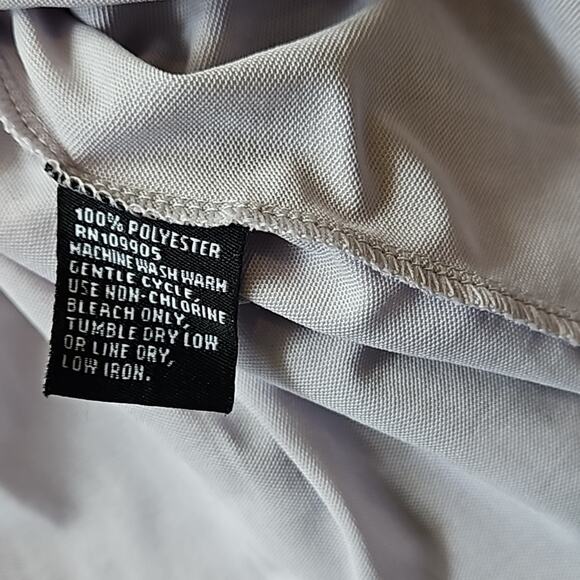 100% POLYESTER
RN109905
MACHINE WASH WARM
GENTLE CYCLE,
USE NON-CHLORINE
BLEACH ONLY,
TUMBLE DRY LOW
OR LINE DRY,
LOW IRON.